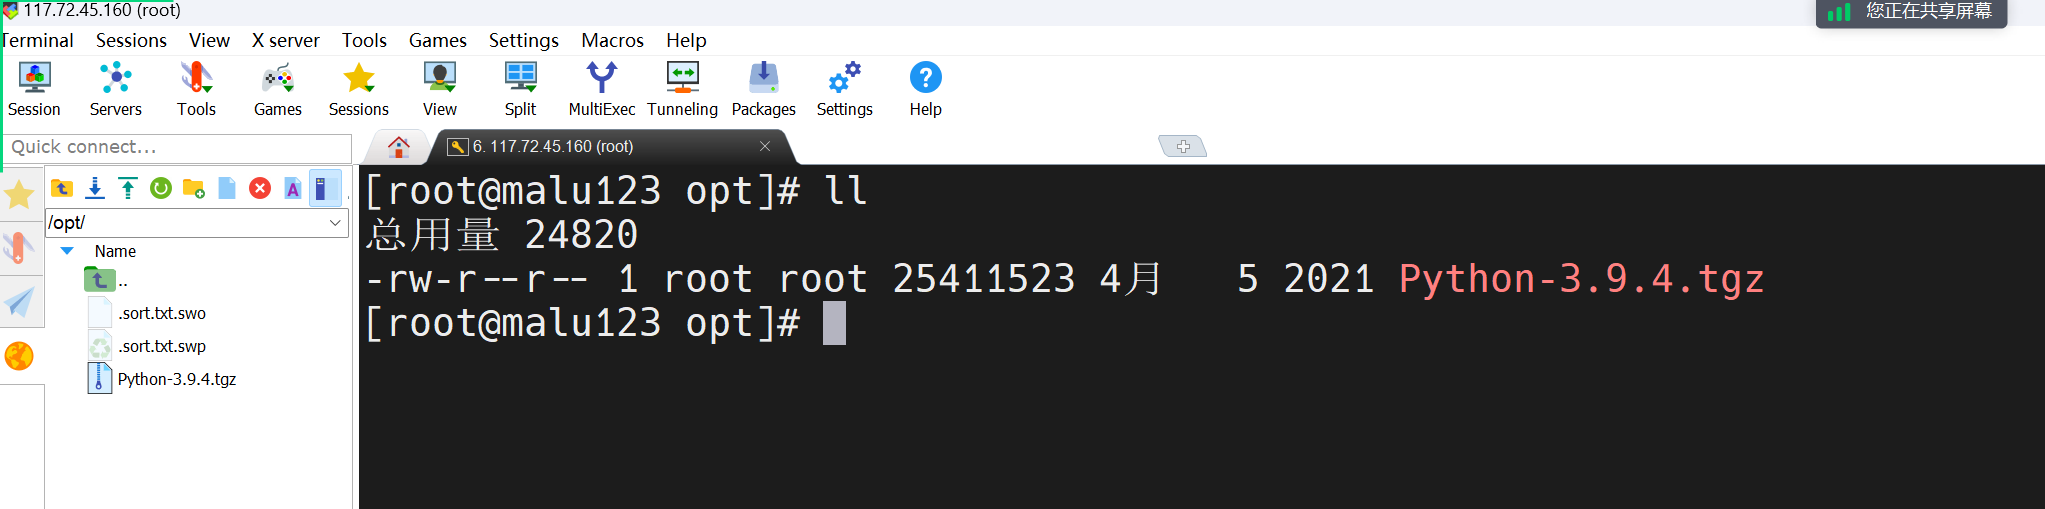 117.72.45.160 (root)
您正在共享屏幕
Terminal Sessions View X server Tools Games Settings Macros Help
Session Servers Tools Games Sessions View Split MultiExec Tunneling Packages Settings Help
Quick connect...
6. 117.72.45.160 (root)
/opt/
Name
..
.sort.txt.swo
.sort.txt.swp
Python-3.9.4.tgz
[root@malu123 opt]# ll
总用量 24820
-rw-r--r-- 1 root root 25411523 4月   5 2021 Python-3.9.4.tgz
[root@malu123 opt]#